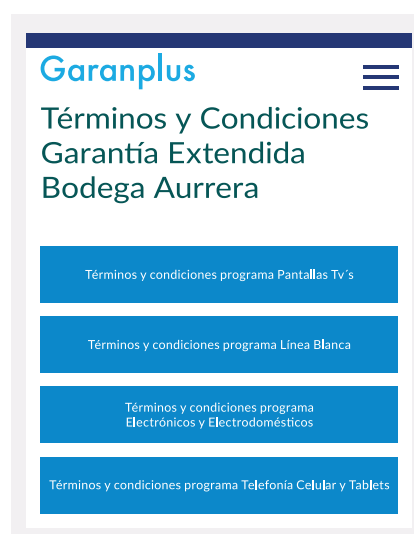 Garanplus
Términos y Condiciones
Garantía Extendida
Bodega Aurrera
Términos y condiciones programa Pantallas Tv´s
Términos y condiciones programa Línea Blanca
Términos y condiciones programa
Electrónicos y Electrodomésticos
Términos y condiciones programa Telefonía Celular y Tablets